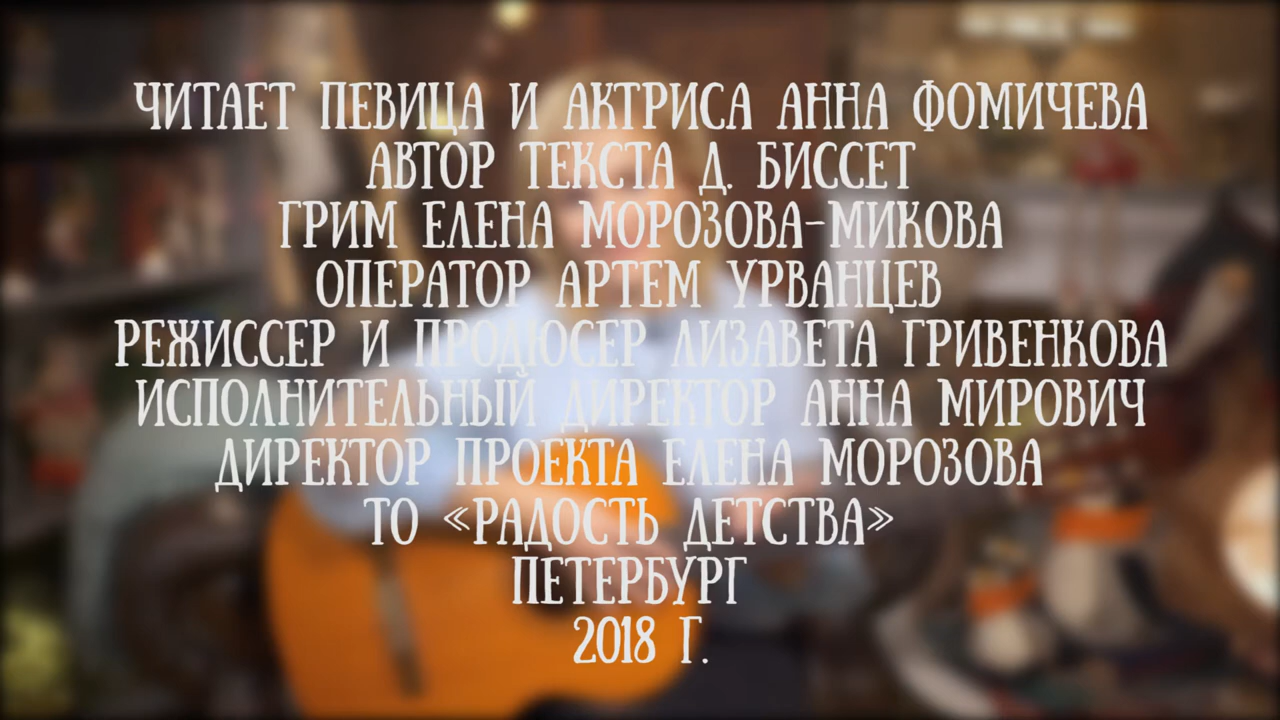 ЧИТАЕТ ПЕВИЦА И АКТРИСА АННА ФОМИЧЕВА
АВТОР ТЕКСТА Д. БИССЕТ
ГРИМ ЕЛЕНА МОРОЗОВА-МИКОВА
ОПЕРАТОР АРТЕМ УРВАНЦЕВ
РЕЖИССЕР И ПРОДЮСЕР ЛИЗАВЕТА ГРИВЕНКОВА
ИСПОЛНИТЕЛЬНЫЙ ДИРЕКТОР АННА МИРОВИЧ
ДИРЕКТОР ПРОЕКТА ЕЛЕНА МОРОЗОВА
ТО «РАДОСТЬ ДЕТСТВА»
ПЕТЕРБУРГ
2018 Г.